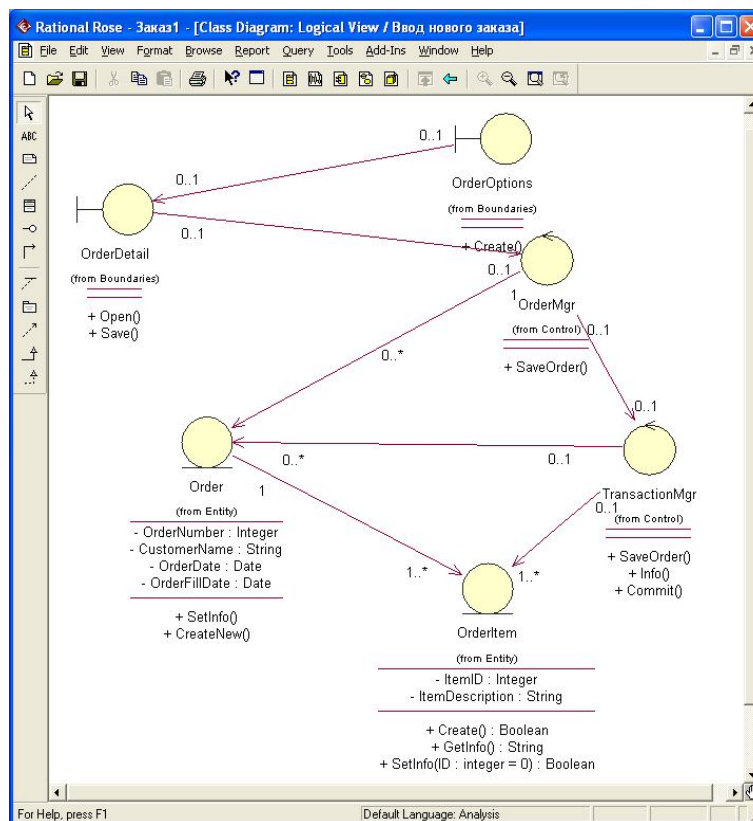 Rational Rose - Заказ1 - [Class Diagram: Logical View / Ввод нового заказа]
File Edit View Format Browse Report Query Tools Add-Ins Window Help
ABC
0..1
OrderOptions
(from Boundaries)
+ Create()
0..1
OrderDetail
(from Boundaries)
+ Open()
+ Save()
0..1
0..1
1
OrderMgr
(from Control)
+ SaveOrder()
0..1
0..*
0..1
TransactionMgr
(from Control)
+ SaveOrder()
+ Info()
+ Commit()
0..1
0..*
0..1
Order
(from Entity)
- OrderNumber : Integer
- CustomerName : String
- OrderDate : Date
- OrderFillDate : Date
+ SetInfo()
+ CreateNew()
1
1..*
1..*
OrderItem
(from Entity)
- ItemID : Integer
- ItemDescription : String
+ Create() : Boolean
+ GetInfo() : String
+ SetInfo(ID : integer = 0) : Boolean
For Help, press F1
Default Language: Analysis